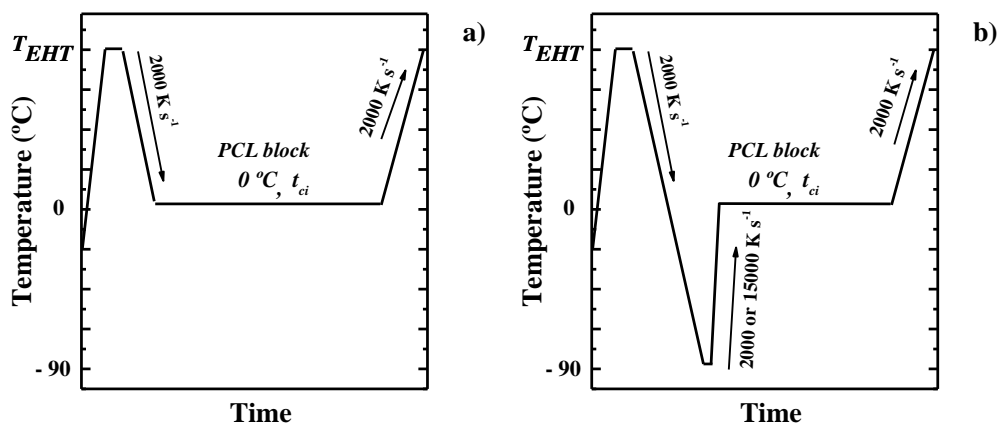 a)
T_EHT
2000 K s⁻¹
2000 K s⁻¹
PCL block
0 ºC, t_ci
0
- 90
Temperature (ºC)
Time
b)
T_EHT
2000 K s⁻¹
2000 K s⁻¹
PCL block
0 ºC, t_ci
0
2000 or 15000 K s⁻¹
- 90
Temperature (ºC)
Time